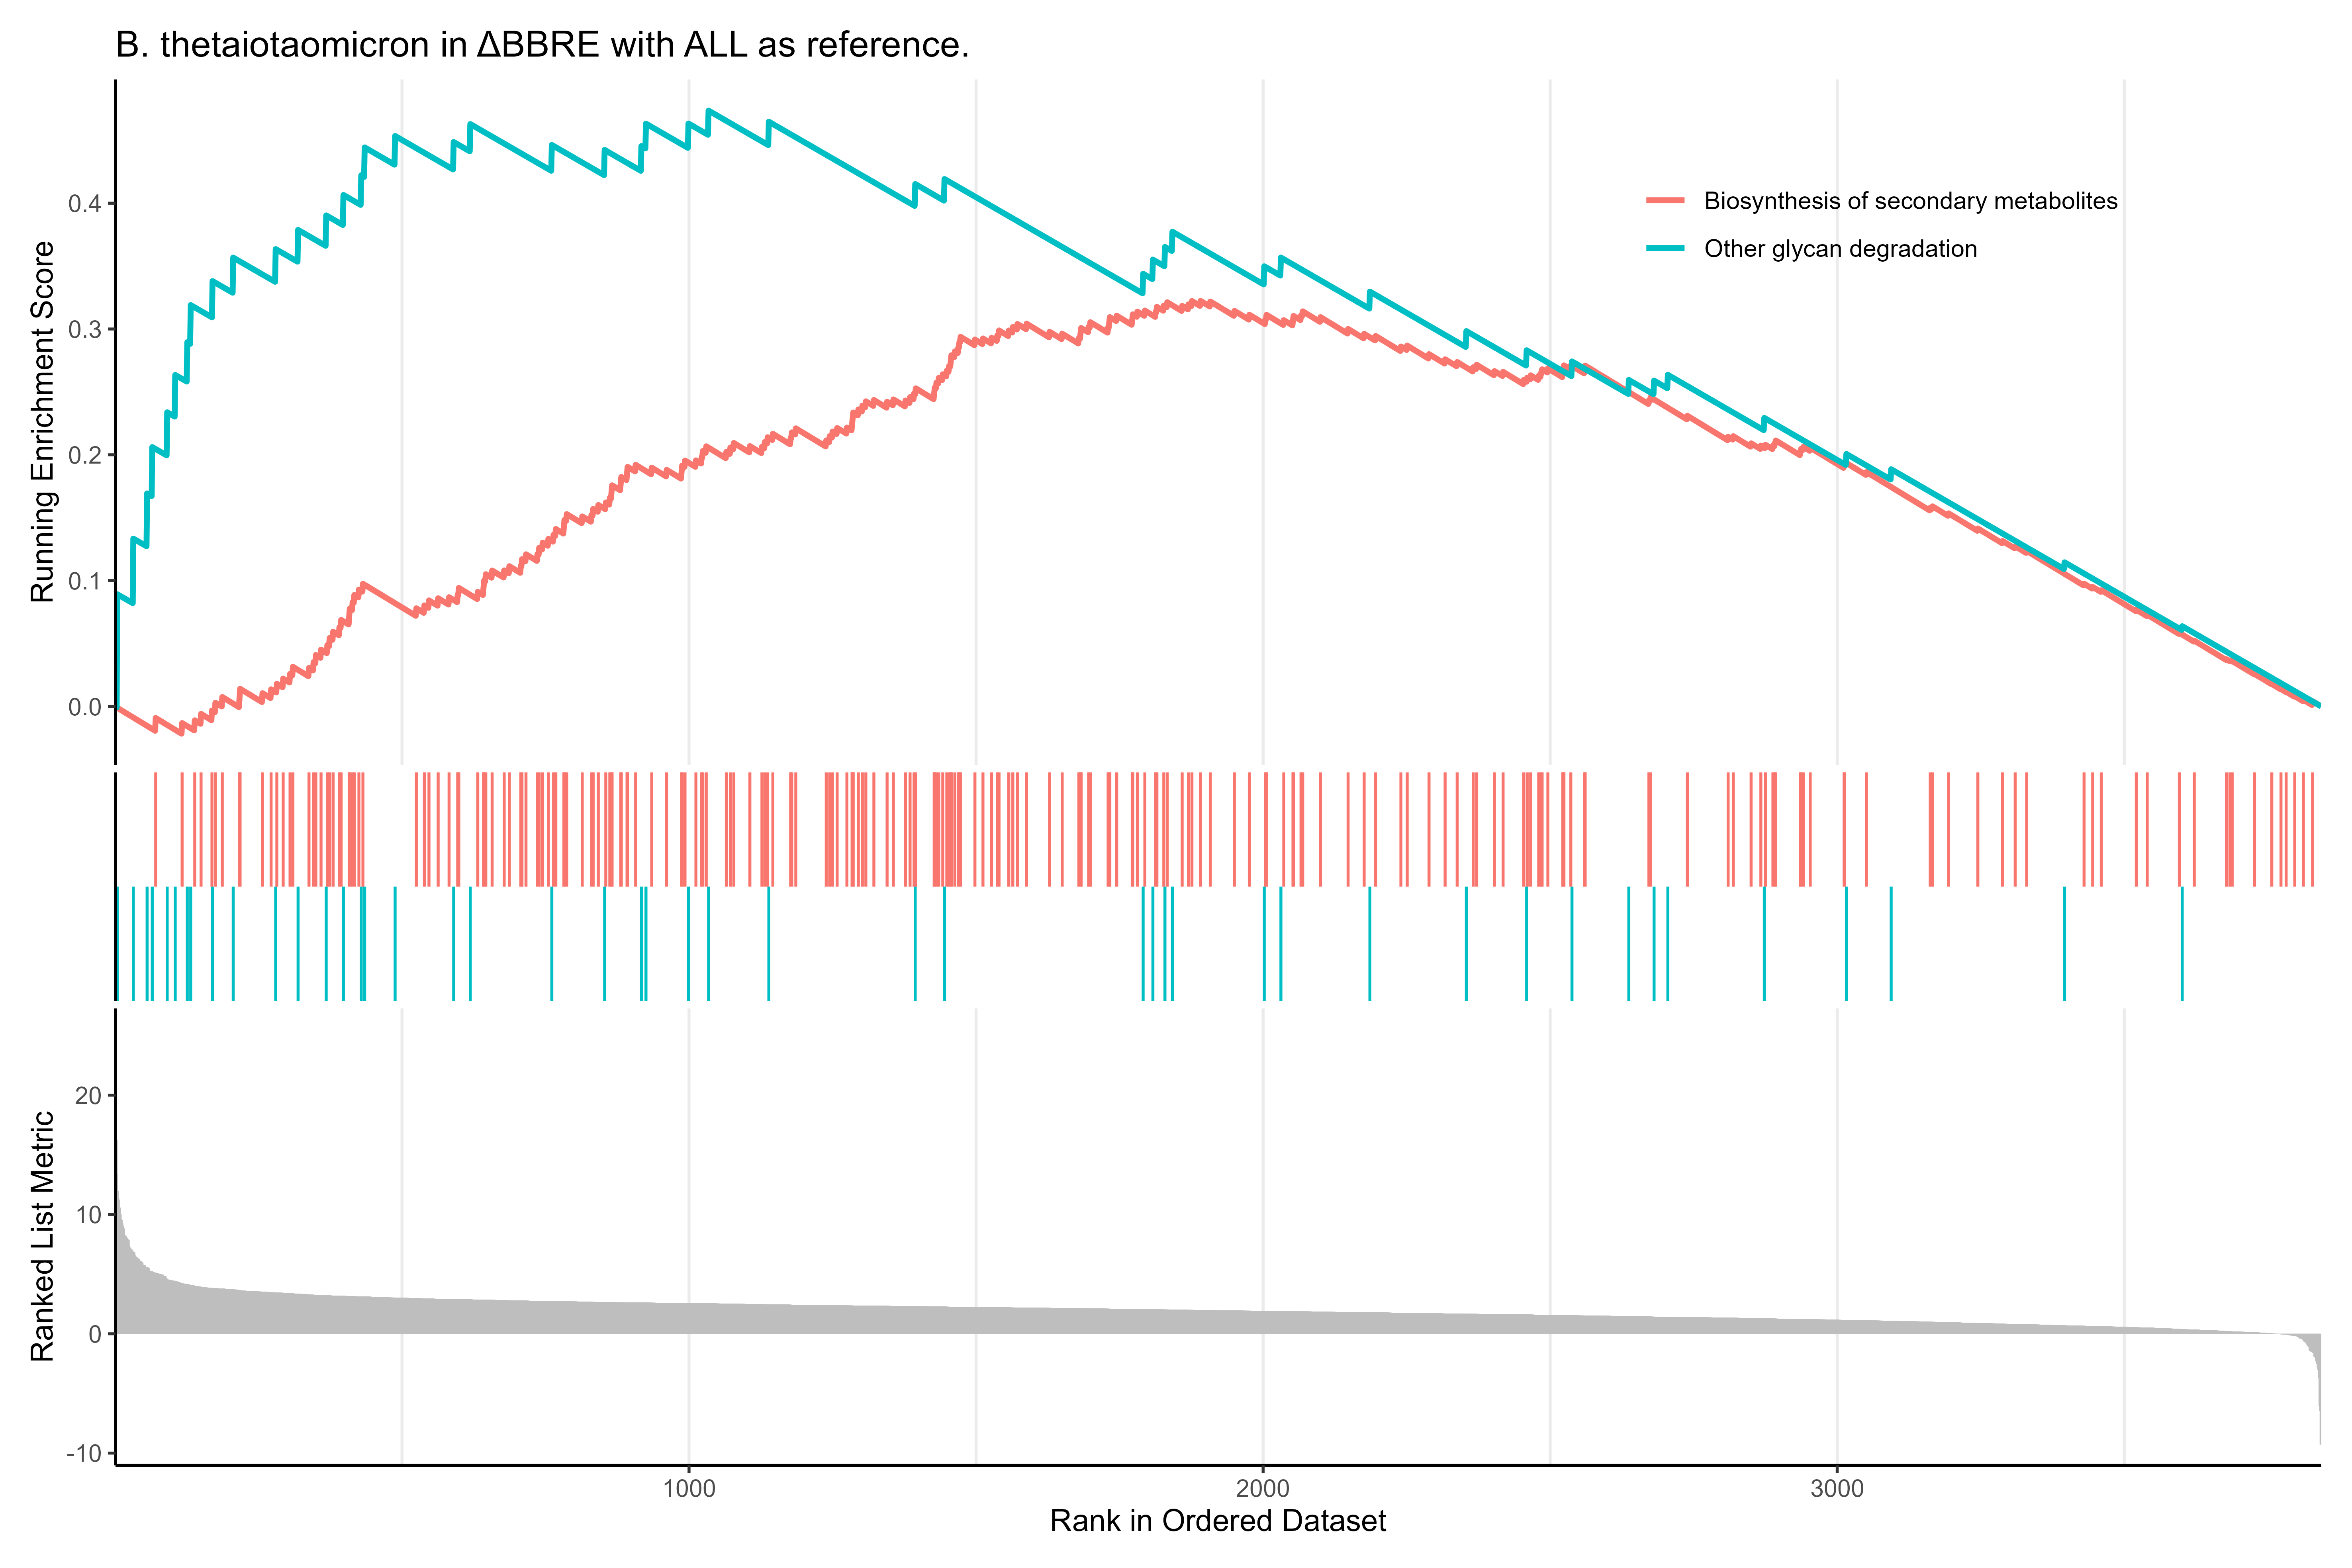 B. thetaiotaomicron in ΔBBRE with ALL as reference.
Running Enrichment Score
0.4
0.3
0.2
0.1
0.0
Biosynthesis of secondary metabolites
Other glycan degradation
Ranked List Metric
20
10
0
-10
1000
2000
3000
Rank in Ordered Dataset